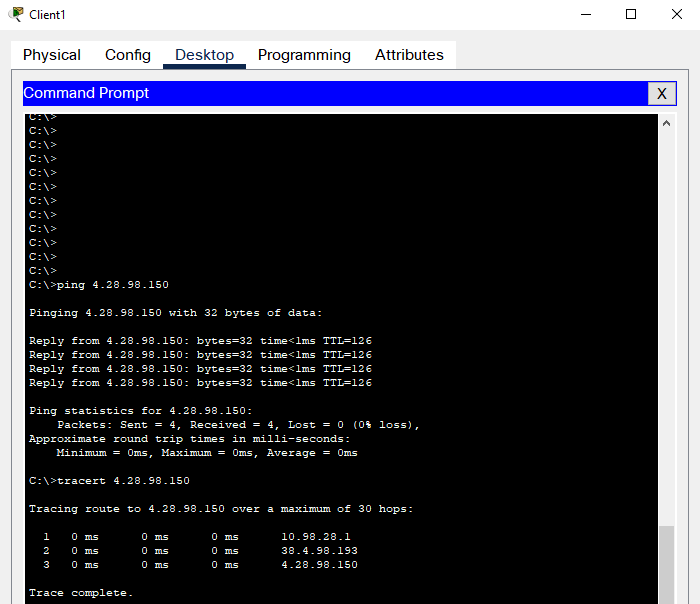 Client1
Physical Config Desktop Programming Attributes
Command Prompt X
C:\>
C:\>
C:\>
C:\>
C:\>
C:\>
C:\>
C:\>
C:\>
C:\>
C:\>
C:\>
C:\>ping 4.28.98.150
Pinging 4.28.98.150 with 32 bytes of data:
Reply from 4.28.98.150: bytes=32 time<1ms TTL=126
Reply from 4.28.98.150: bytes=32 time<1ms TTL=126
Reply from 4.28.98.150: bytes=32 time<1ms TTL=126
Reply from 4.28.98.150: bytes=32 time<1ms TTL=126
Ping statistics for 4.28.98.150:
Packets: Sent = 4, Received = 4, Lost = 0 (0% loss),
Approximate round trip times in milli-seconds:
Minimum = 0ms, Maximum = 0ms, Average = 0ms
C:\>tracert 4.28.98.150
Tracing route to 4.28.98.150 over a maximum of 30 hops:
1 0 ms 0 ms 0 ms 10.98.28.1
2 0 ms 0 ms 0 ms 38.4.98.193
3 0 ms 0 ms 0 ms 4.28.98.150
Trace complete.